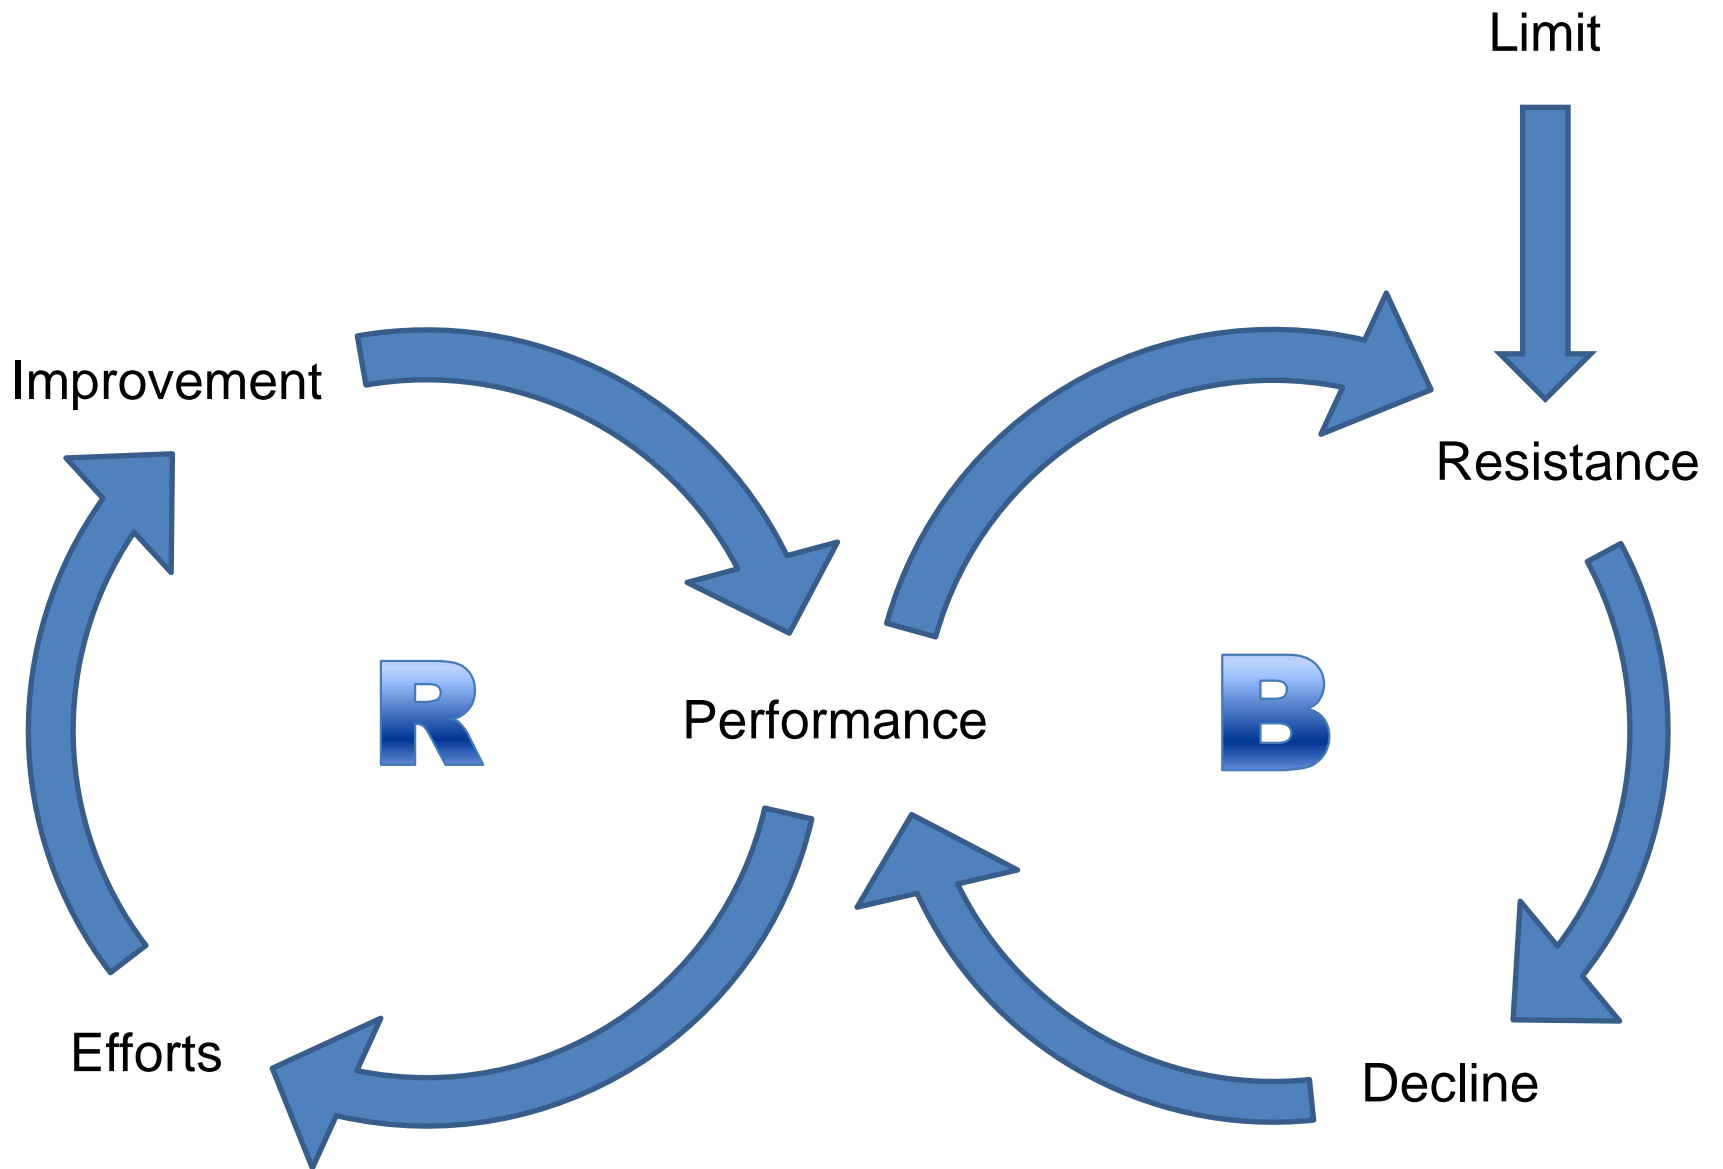 Limit
Improvement
Resistance
R
Performance
B
Efforts
Decline